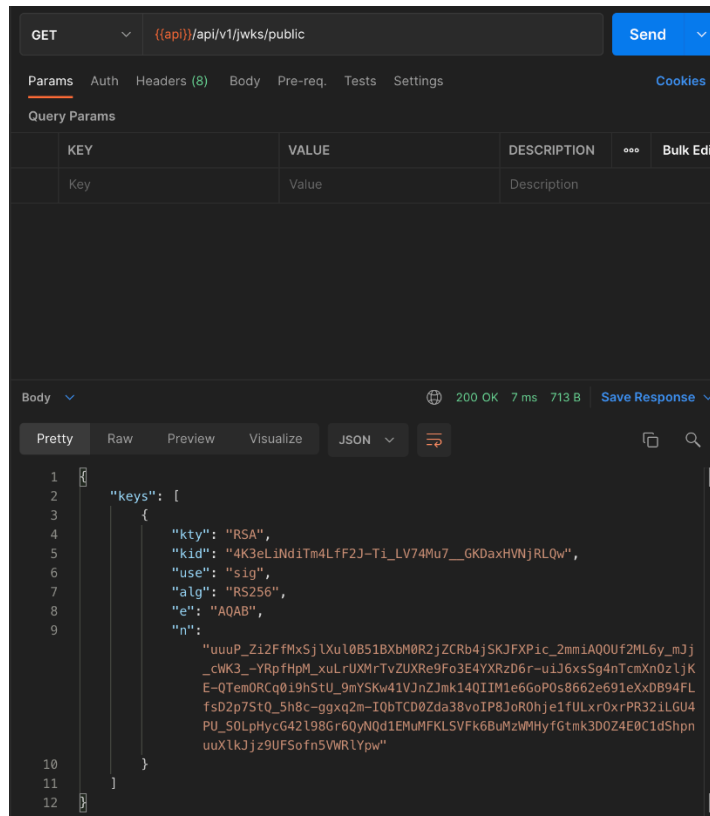 GET {{api}}/api/v1/jwks/public Send
Params Auth Headers (8) Body Pre-req. Tests Settings Cookies
Query Params
KEY VALUE DESCRIPTION ooo Bulk Edi
Key Value Description
Body 200 OK 7 ms 713 B Save Response
Pretty Raw Preview Visualize JSON
1 {
2 "keys": [
3 {
4 "kty": "RSA",
5 "kid": "4K3eLiNdiTm4LfF2J-Ti_LV74Mu7__GKDaxHVNjRLQw",
6 "use": "sig",
7 "alg": "RS256",
8 "e": "AQAB",
9 "n":
"uuuP_Zi2FfMxSjlXul0B51BXbM0R2jZCRb4jSKJFXPic_2mmiAQOUf2ML6y_mJj
_cWK3_-YRpfHpM_xuLrUXMrTvZUXRe9Fo3E4YXRzD6r-uiJ6xsSg4nTcmXnOzljK
E-QTemORCq0i9hStU_9mYSKw41VJnZJmk14QIIM1e6GoPOs8662e691eXxDB94FL
fsD2p7StQ_5h8c-ggxq2m-IQbTCD0Zda38voIP8JoROhje1fULxrOxrPR32iLGU4
PU_SOLpHycG42l98Gr6QyNQd1EMuMFKLSVFk6BuMzWMHyfGtmk3DOZ4E0C1dShpn
uuXlkJjz9UFSofn5VWRlYpw"
10 }
11 ]
12 }